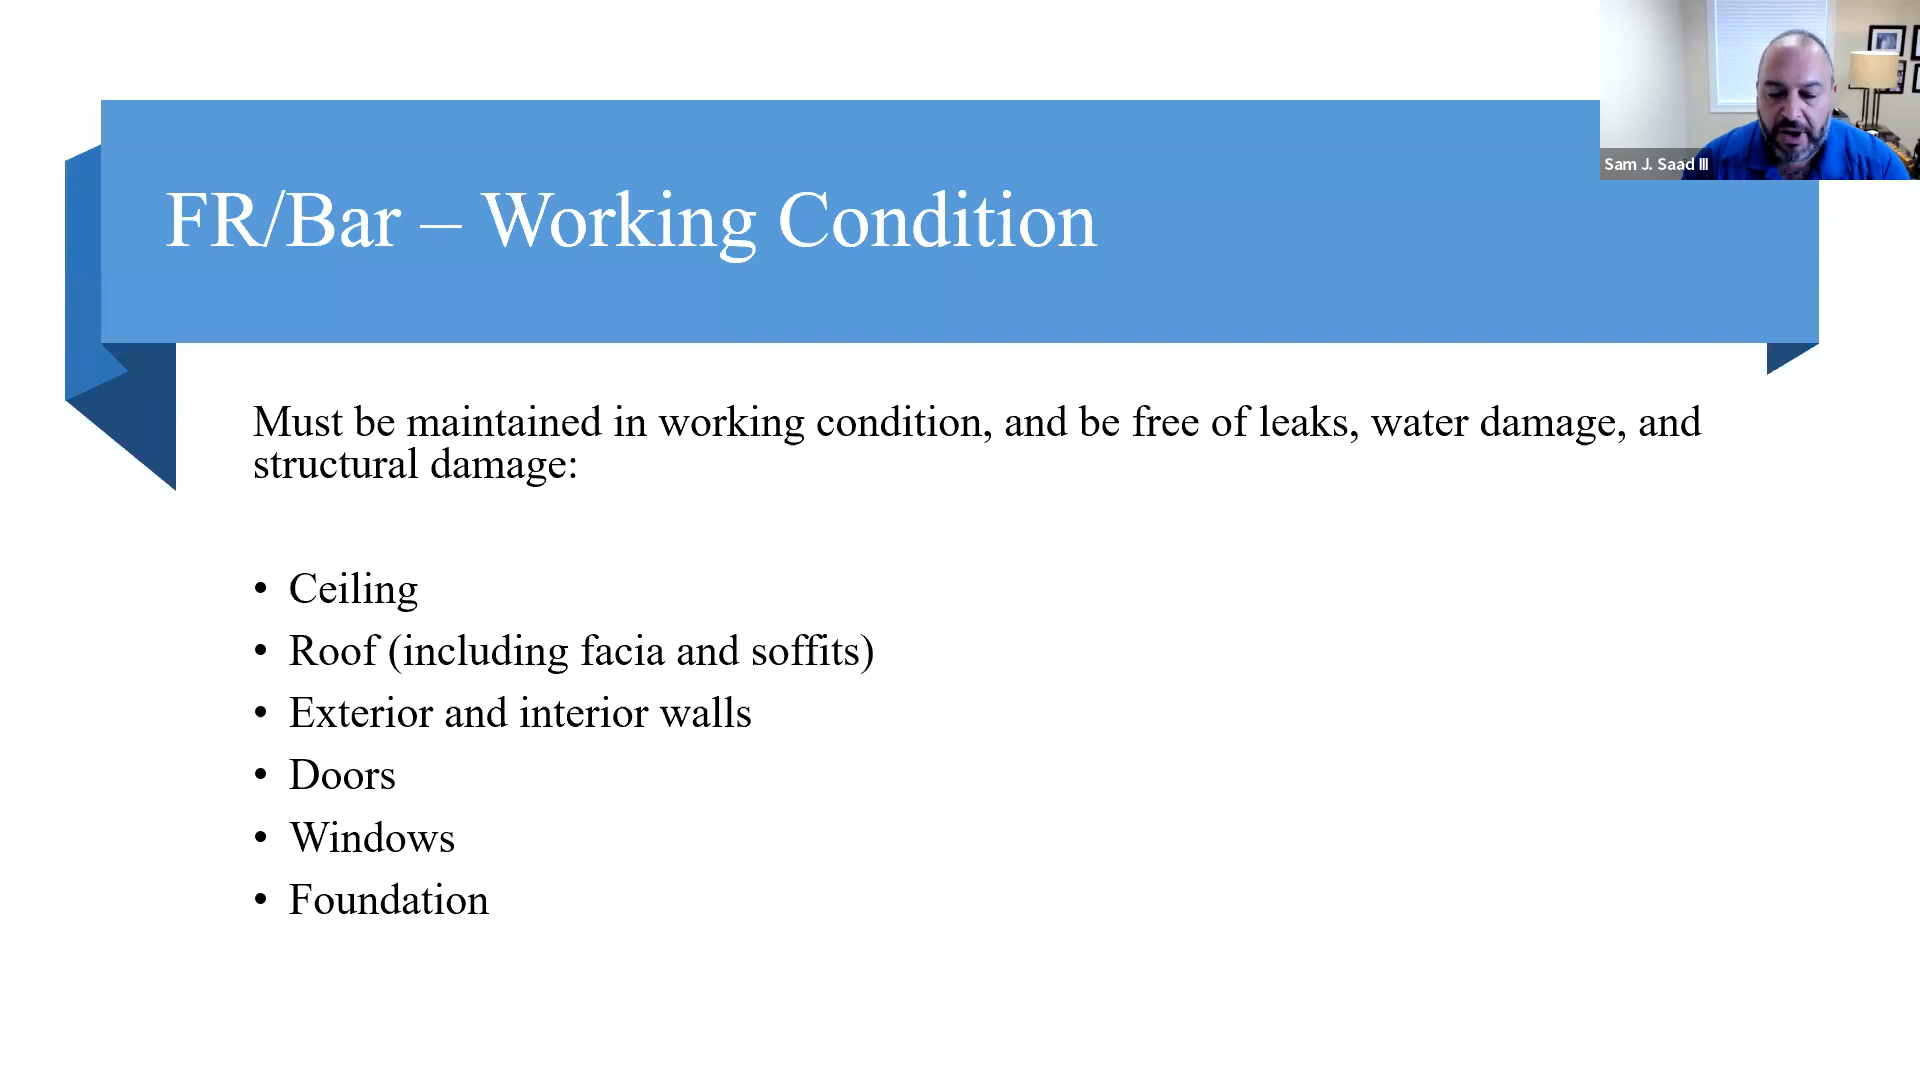 Sam J. Saad III
FR/Bar – Working Condition
Must be maintained in working condition, and be free of leaks, water damage, and
structural damage:
• Ceiling
• Roof (including facia and soffits)
• Exterior and interior walls
• Doors
• Windows
• Foundation